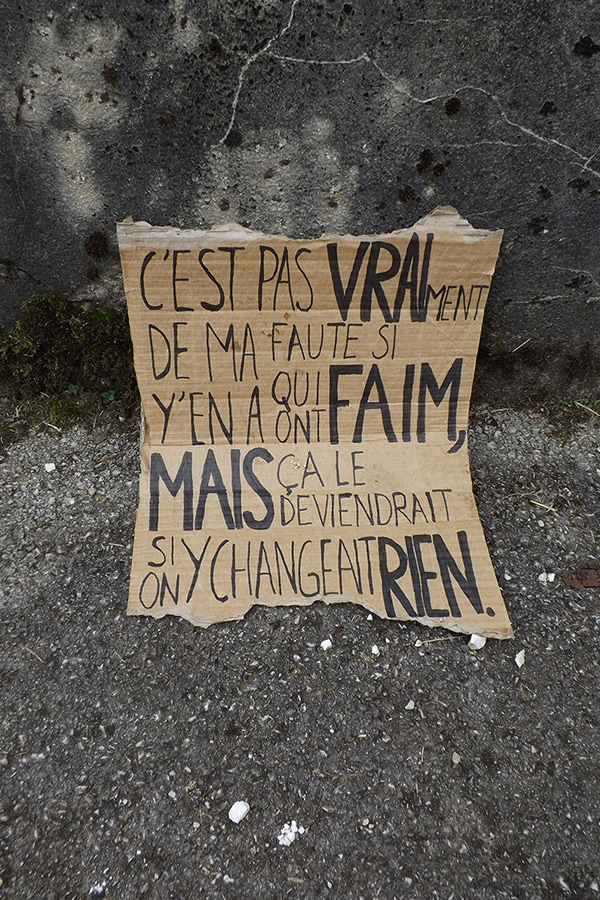 C'EST PAS VRAIMENT
DE MA FAUTE SI
Y'EN A QUI ONT FAIM,
MAIS ÇA LE DEVIENDRAIT
SI ON Y CHANGEAIT RIEN.